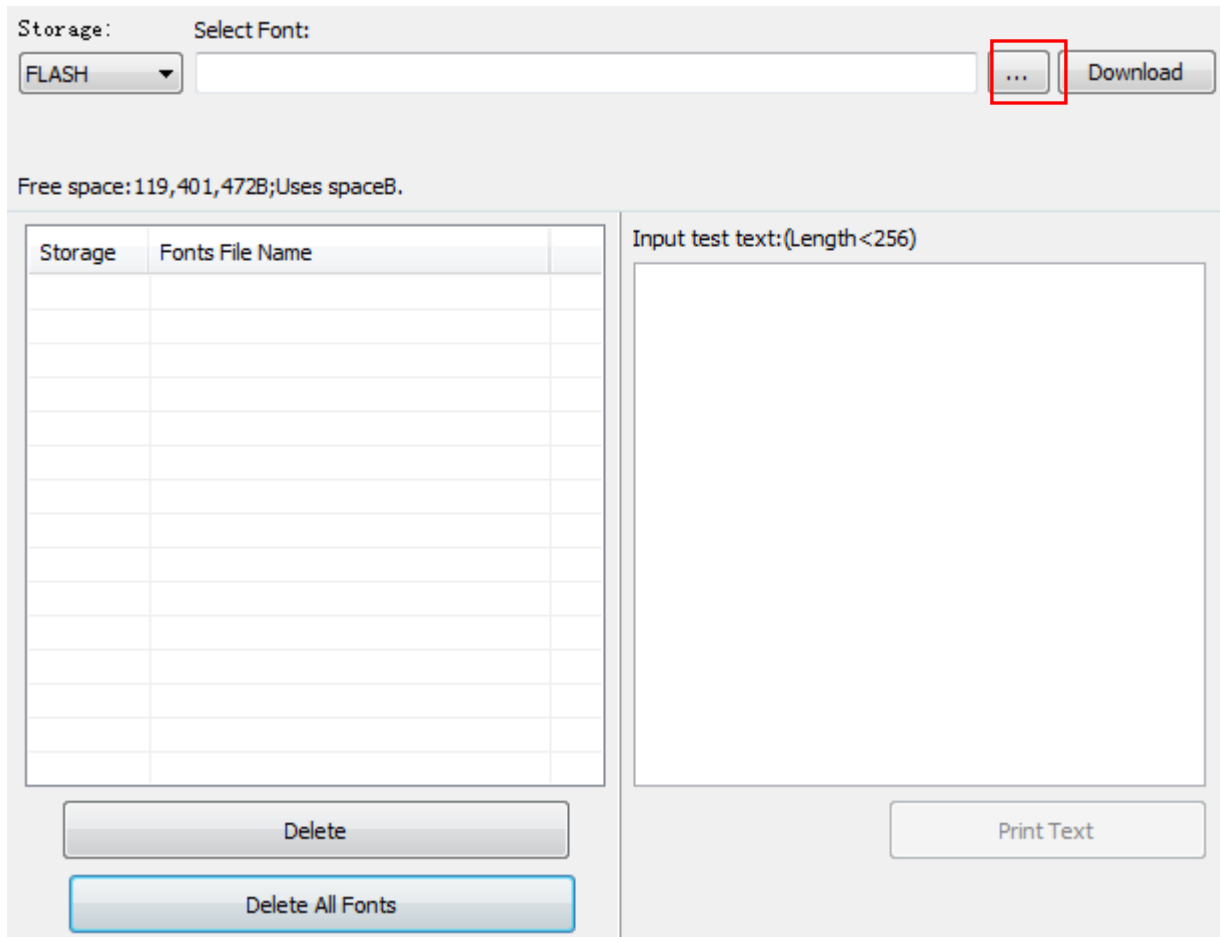 Storage: Select Font:
FLASH ... Download
Free space:119,401,472B;Uses spaceB.
Storage Fonts File Name
Input test text:(Length<256)
Delete
Print Text
Delete All Fonts